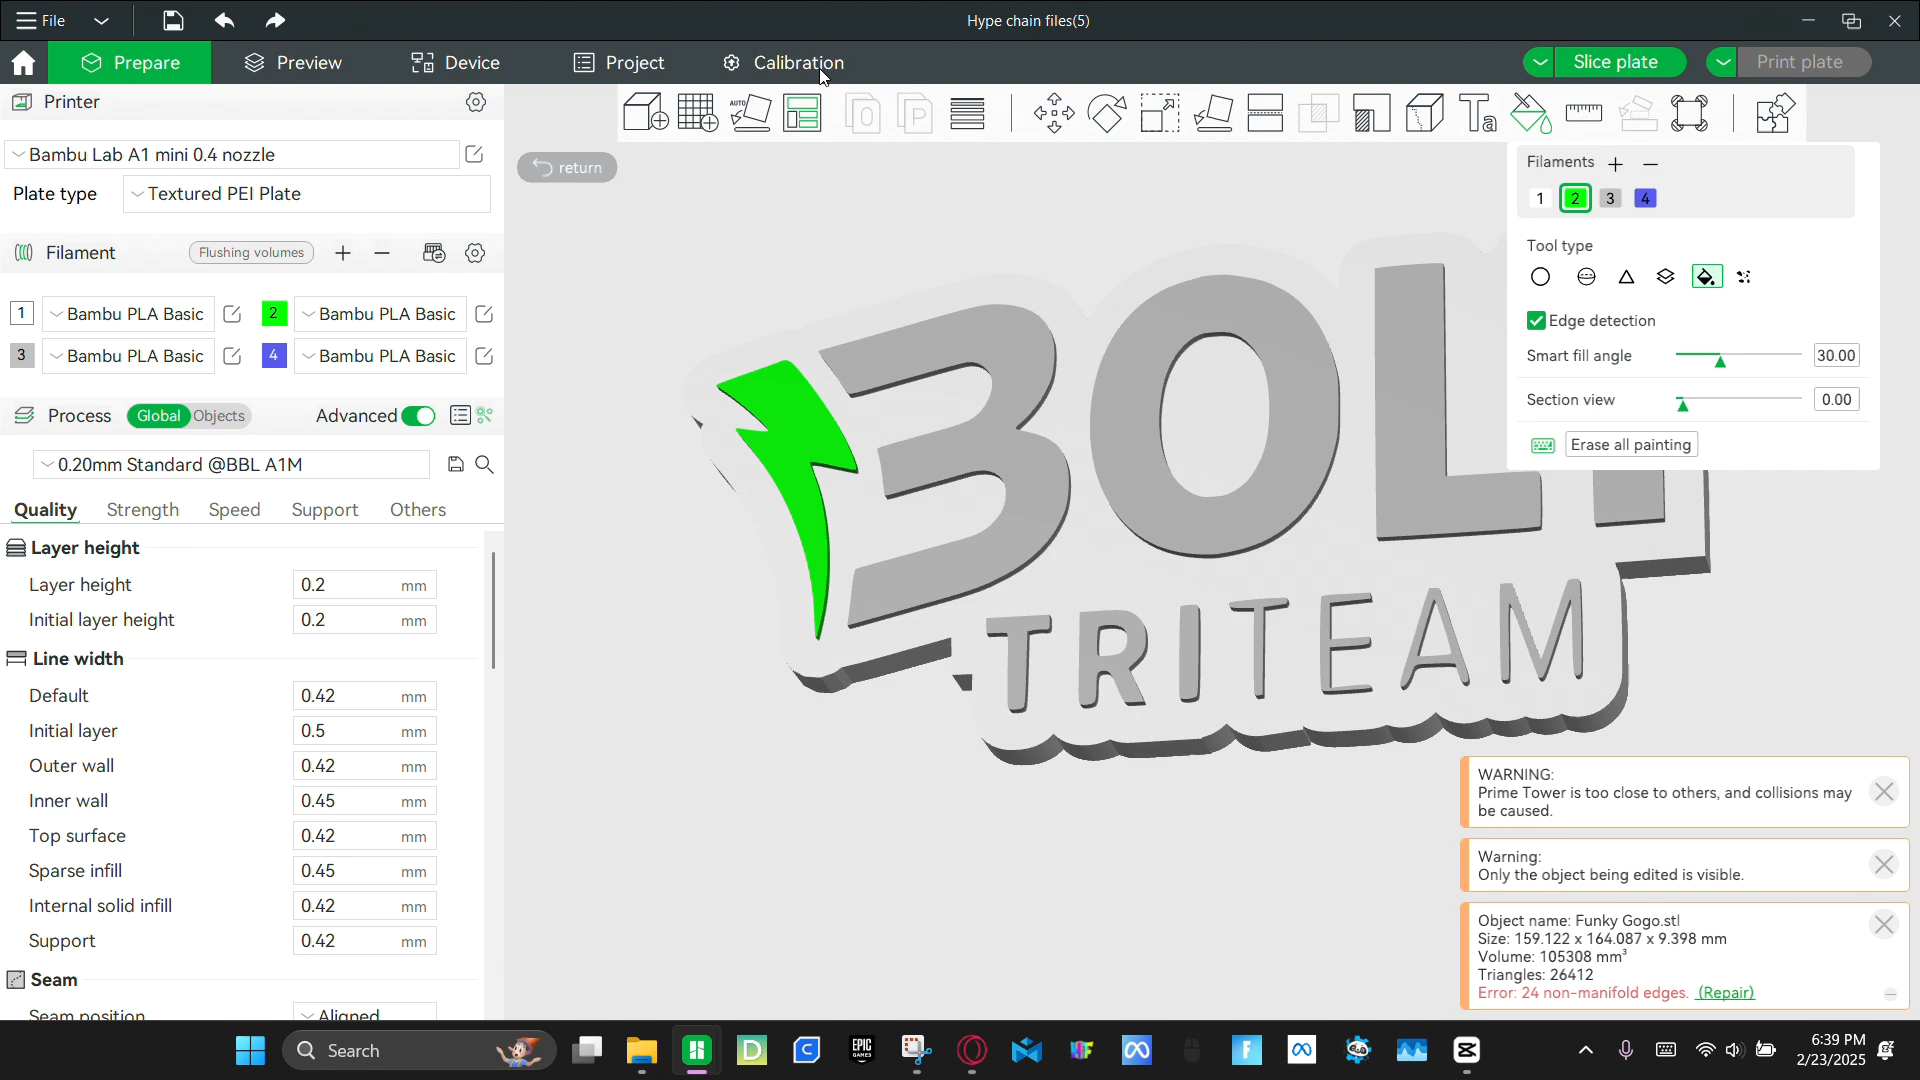 File
Hype chain files(5)
Prepare
Preview
Device
Project
Calibration
Slice plate
Print plate
Printer
Bambu Lab A1 mini 0.4 nozzle
Plate type
Textured PEI Plate
Filament
Flushing volumes
1 Bambu PLA Basic
2 Bambu PLA Basic
3 Bambu PLA Basic
4 Bambu PLA Basic
Process
Global
Objects
Advanced
0.20mm Standard @BBL A1M
Quality
Strength
Speed
Support
Others
Layer height
Layer height 0.2 mm
Initial layer height 0.2 mm
Line width
Default 0.42 mm
Initial layer 0.5 mm
Outer wall 0.42 mm
Inner wall 0.45 mm
Top surface 0.42 mm
Sparse infill 0.45 mm
Internal solid infill 0.42 mm
Support 0.42 mm
Seam
Seam position Aligned
AUTO
return
BOLT
TRITEAM
Filaments
1 2 3 4
Tool type
Edge detection
Smart fill angle 30.00
Section view 0.00
Erase all painting
WARNING:
Prime Tower is too close to others, and collisions may
be caused.
Warning:
Only the object being edited is visible.
Object name: Funky Gogo.stl
Size: 159.122 x 164.087 x 9.398 mm
Volume: 105308 mm³
Triangles: 26412
Error: 24 non-manifold edges. (Repair)
Search
EPIC
GAMES
6:39 PM
2/23/2025